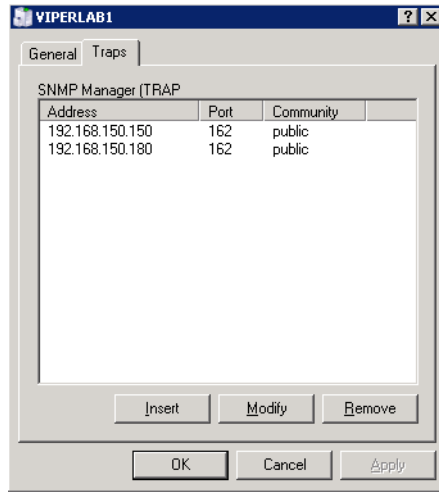 VIPERLAB1
General Traps
SNMP Manager (TRAP
Address Port Community
192.168.150.150 162 public
192.168.150.180 162 public
Insert Modify Remove
OK Cancel Apply